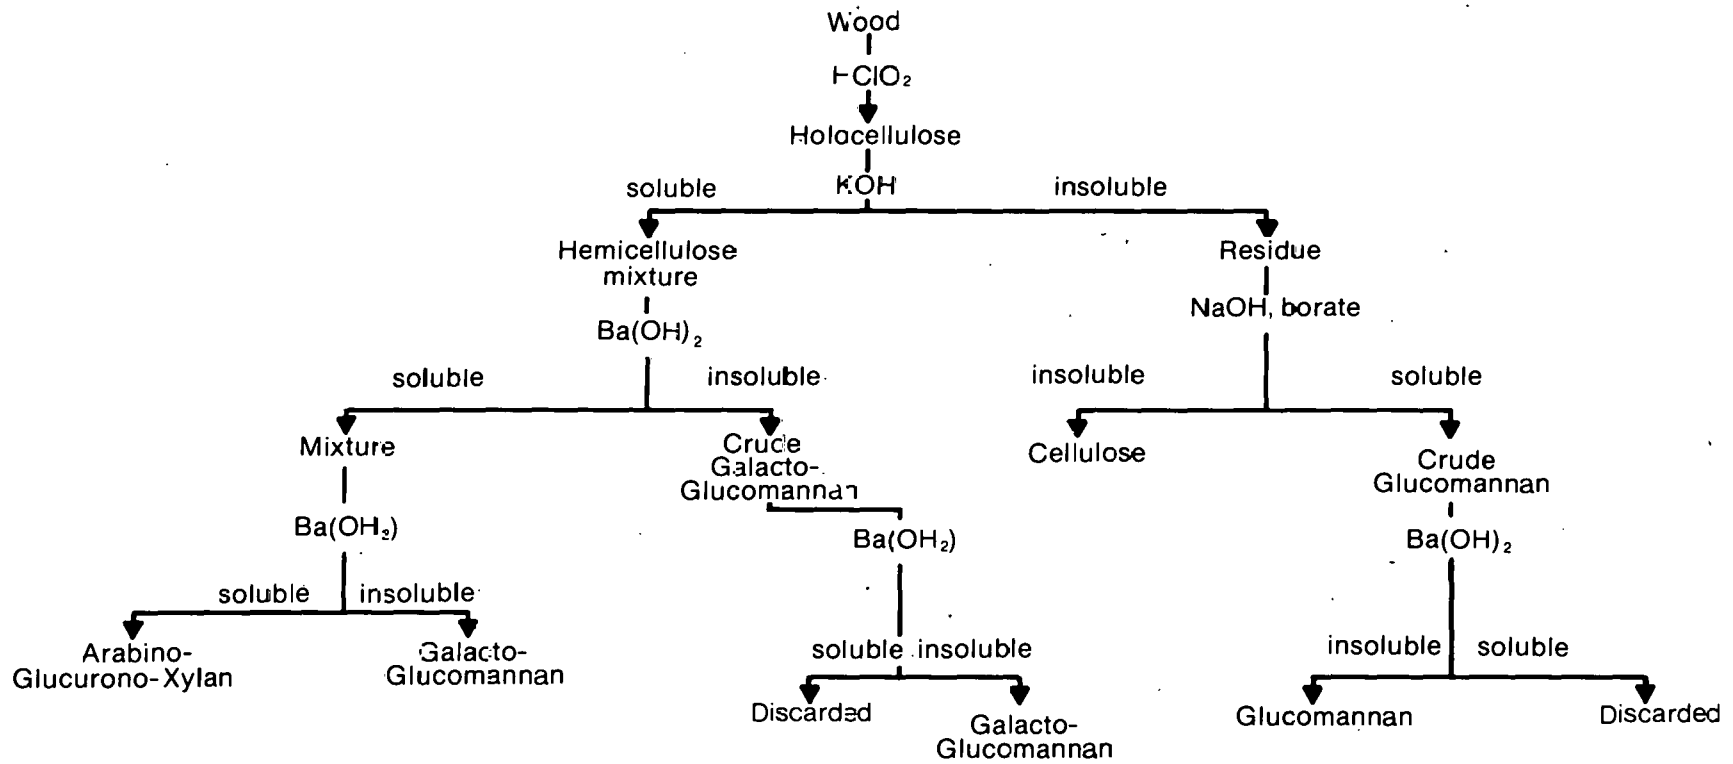 Wood
HClO₂
Holocellulose
soluble
KOH
insoluble
Hemicellulose
mixture
Residue
Ba(OH)₂
NaOH, borate
soluble
insoluble
insoluble
soluble
Mixture
Crude
Galacto-
Glucomannan
Cellulose
Crude
Glucomannan
Ba(OH₂)
Ba(OH₂)
Ba(OH)₂
soluble
insoluble
Arabino-
Glucurono-Xylan
Galacto-
Glucomannan
soluble
insoluble
insoluble
soluble
Discarded
Galacto-
Glucomannan
Glucomannan
Discarded